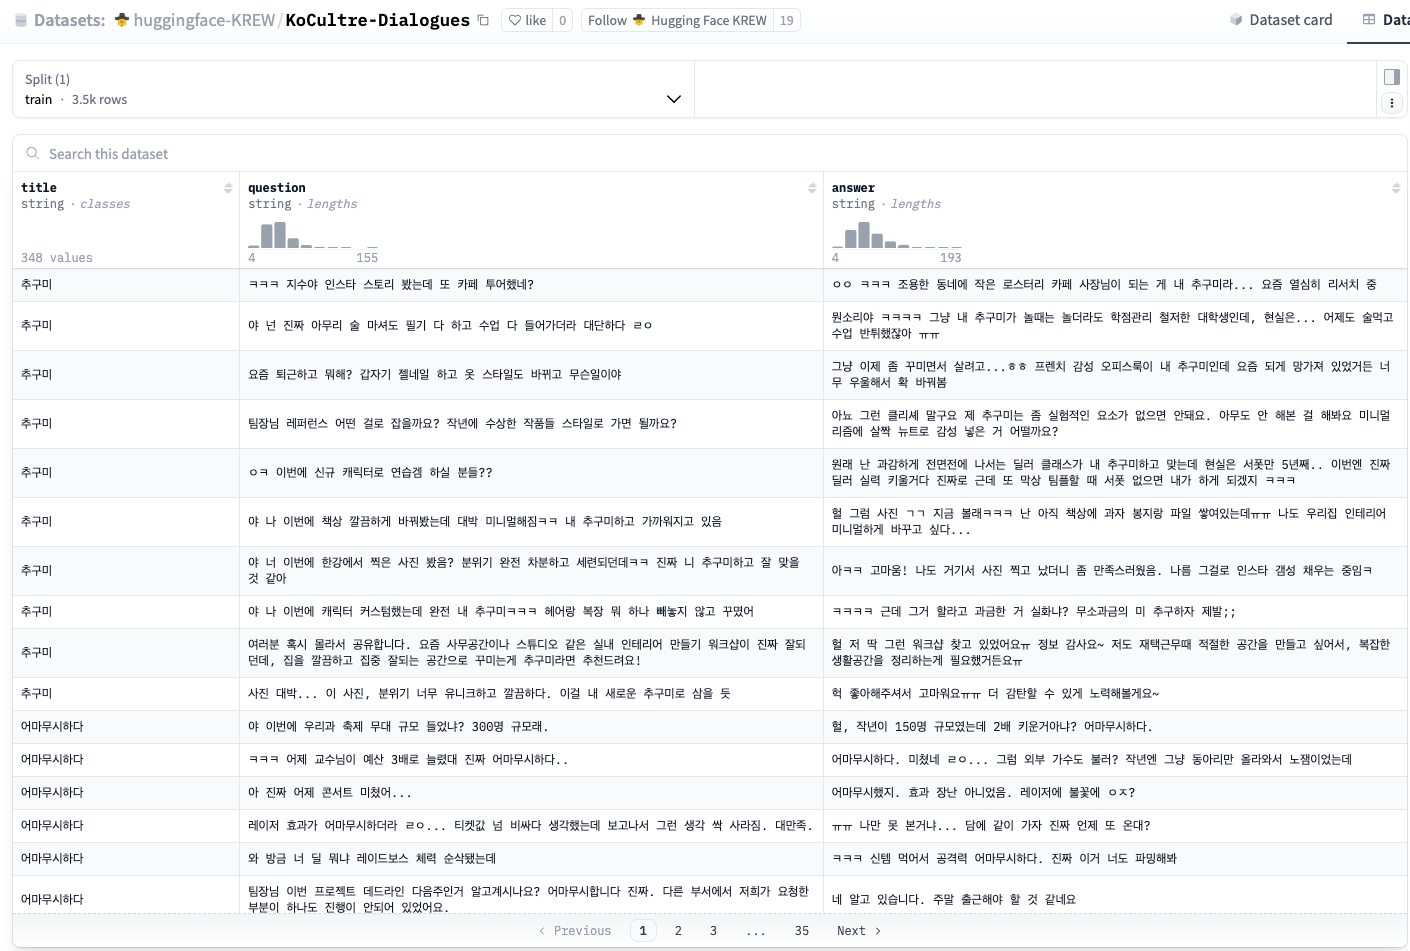 Datasets: huggingface-KREW/KoCultre-Dialogues like 0 Follow Hugging Face KREW 19 Dataset card Data
Split (1)
train · 3.5k rows
Search this dataset
title question answer
string · classes string · lengths string · lengths
348 values 4 155 4 193
추구미 ㅋㅋㅋ 지수야 인스타 스토리 봤는데 또 카페 투어했네? ㅇㅇ ㅋㅋㅋ 조용한 동네에 작은 로스터리 카페 사장님이 되는 게 내 추구미라... 요즘 열심히 리서치 중
추구미 야 넌 진짜 아무리 술 마셔도 필기 다 하고 수업 다 들어가더라 대단하다 ㄹㅇ 뭔소리야 ㅋㅋㅋㅋ 그냥 내 추구미가 놀때는 놀더라도 학점관리 철저한 대학생인데, 현실은... 어제도 술먹고
수업 반튀했잖아 ㅠㅠ
추구미 요즘 퇴근하고 뭐해? 갑자기 젤네일 하고 옷 스타일도 바뀌고 무슨일이야 그냥 이제 좀 꾸미면서 살려고...ㅎㅎ 프렌치 감성 오피스룩이 내 추구미인데 요즘 되게 망가져 있었거든 너
무 우울해서 확 바꿔봄
추구미 팀장님 레퍼런스 어떤 걸로 잡을까요? 작년에 수상한 작품들 스타일로 가면 될까요? 아뇨 그런 클리셰 말구요 제 추구미는 좀 실험적인 요소가 없으면 안돼요. 아무도 안 해본 걸 해봐요 미니멀
리즘에 살짝 뉴트로 감성 넣은 거 어떨까요?
추구미 ㅇㅋ 이번에 신규 캐릭터로 연습겜 하실 분들?? 원래 난 과감하게 전면전에 나서는 딜러 클래스가 내 추구미하고 맞는데 현실은 서폿만 5년째.. 이번엔 진짜
딜러 실력 키울거다 진짜로 근데 또 막상 팀플할 때 서폿 없으면 내가 하게 되겠지 ㅋㅋㅋ
추구미 야 나 이번에 책상 깔끔하게 바꿔봤는데 대박 미니멀해짐ㅋㅋ 내 추구미하고 가까워지고 있음 헐 그럼 사진 ㄱㄱ 지금 볼래ㅋㅋㅋ 난 아직 책상에 과자 봉지랑 파일 쌓여있는데ㅠㅠ 나도 우리집 인테리어
미니멀하게 바꾸고 싶다...
추구미 야 너 이번에 한강에서 찍은 사진 봤음? 분위기 완전 차분하고 세련되던데ㅋㅋ 진짜 니 추구미하고 잘 맞을
것 같아 아ㅋㅋ 고마움! 나도 거기서 사진 찍고 났더니 좀 만족스러웠음. 나름 그걸로 인스타 갬성 채우는 중임ㅋ
추구미 야 나 이번에 캐릭터 커스텀했는데 완전 내 추구미ㅋㅋㅋ 헤어랑 복장 뭐 하나 빼놓지 않고 꾸몄어 ㅋㅋㅋㅋ 근데 그거 할라고 과금한 거 실화냐? 무소과금의 미 추구하자 제발;;
추구미 여러분 혹시 몰라서 공유합니다. 요즘 사무공간이나 스튜디오 같은 실내 인테리어 만들기 워크샵이 진짜 잘되
던데, 집을 깔끔하고 집중 잘되는 공간으로 꾸미는게 추구미라면 추천드려요! 헐 저 딱 그런 워크샵 찾고 있었어요ㅠ 정보 감사요~ 저도 재택근무때 적절한 공간을 만들고 싶어서, 복잡한
생활공간을 정리하는게 필요했거든요ㅠ
추구미 사진 대박... 이 사진, 분위기 너무 유니크하고 깔끔하다. 이걸 내 새로운 추구미로 삼을 듯 헉 좋아해주셔서 고마워요ㅠㅠ 더 감탄할 수 있게 노력해볼게요~
어마무시하다 야 이번에 우리과 축제 무대 규모 들었냐? 300명 규모래. 헐, 작년이 150명 규모였는데 2배 키운거아냐? 어마무시하다.
어마무시하다 ㅋㅋㅋ 어제 교수님이 예산 3배로 늘렸대 진짜 어마무시하다.. 어마무시하다. 미쳤네 ㄹㅇ... 그럼 외부 가수도 불러? 작년엔 그냥 동아리만 올라와서 노잼이었는데
어마무시하다 아 진짜 어제 콘서트 미쳤어... 어마무시했지. 효과 장난 아니었음. 레이저에 불꽃에 ㅇㅈ?
어마무시하다 레이저 효과가 어마무시하더라 ㄹㅇ... 티켓값 넘 비싸다 생각했는데 보고나서 그런 생각 싹 사라짐. 대만족. ㅠㅠ 나만 못 본거냐... 담에 같이 가자 진짜 언제 또 온대?
어마무시하다 와 방금 너 딜 뭐냐 레이드보스 체력 순삭됐는데 ㅋㅋㅋ 신템 먹어서 공격력 어마무시하다. 진짜 이거 너도 파밍해봐
어마무시하다 팀장님 이번 프로젝트 데드라인 다음주인거 알고계시나요? 어마무시합니다 진짜. 다른 부서에서 저희가 요청한
부분이 하나도 진행이 안되어 있었어요. 네 알고 있습니다. 주말 출근해야 할 것 같네요
Previous 1 2 3 ... 35 Next